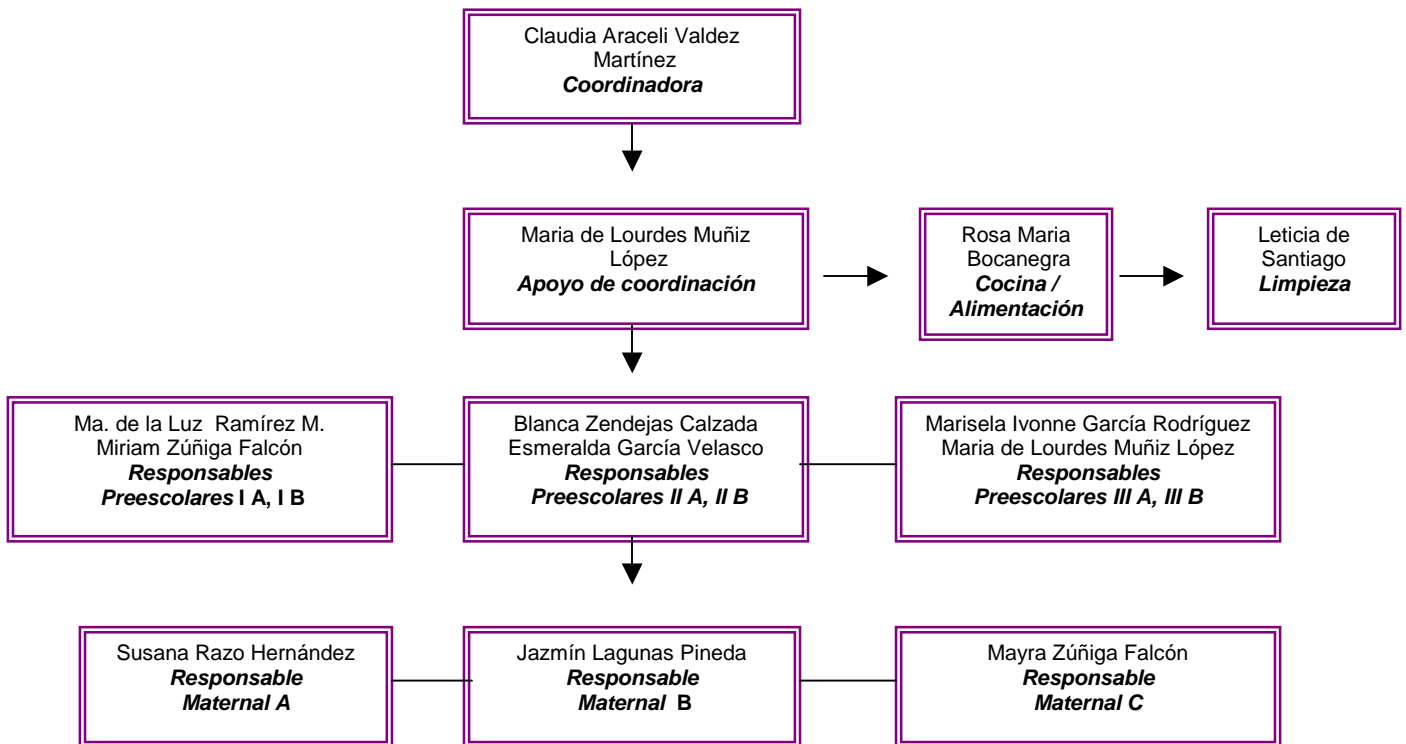 Claudia Araceli Valdez
Martínez
Coordinadora
Maria de Lourdes Muñiz
López
Apoyo de coordinación
Rosa Maria
Bocanegra
Cocina /
Alimentación
Leticia de
Santiago
Limpieza
Ma. de la Luz  Ramírez M.
Miriam Zúñiga Falcón
Responsables
Preescolares I A, I B
Blanca Zendejas Calzada
Esmeralda García Velasco
Responsables
Preescolares II A, II B
Marisela Ivonne García Rodríguez
Maria de Lourdes Muñiz López
Responsables
Preescolares III A, III B
Susana Razo Hernández
Responsable
Maternal A
Jazmín Lagunas Pineda
Responsable
Maternal  B
Mayra Zúñiga Falcón
Responsable
Maternal C